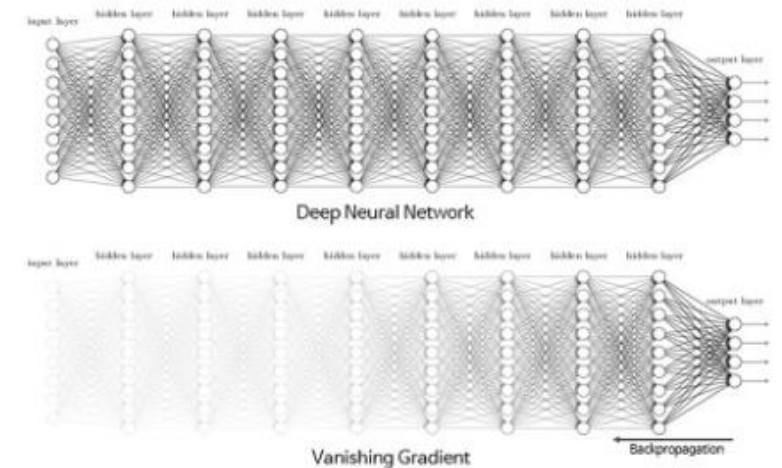 hidden layer hidden layer hidden layer hidden layer hidden layer hidden layer hidden layer hidden layer
input layer
output layer
Deep Neural Network
hidden layer hidden layer hidden layer hidden layer hidden layer hidden layer hidden layer hidden layer
input layer
output layer
Backpropagation
Vanishing Gradient